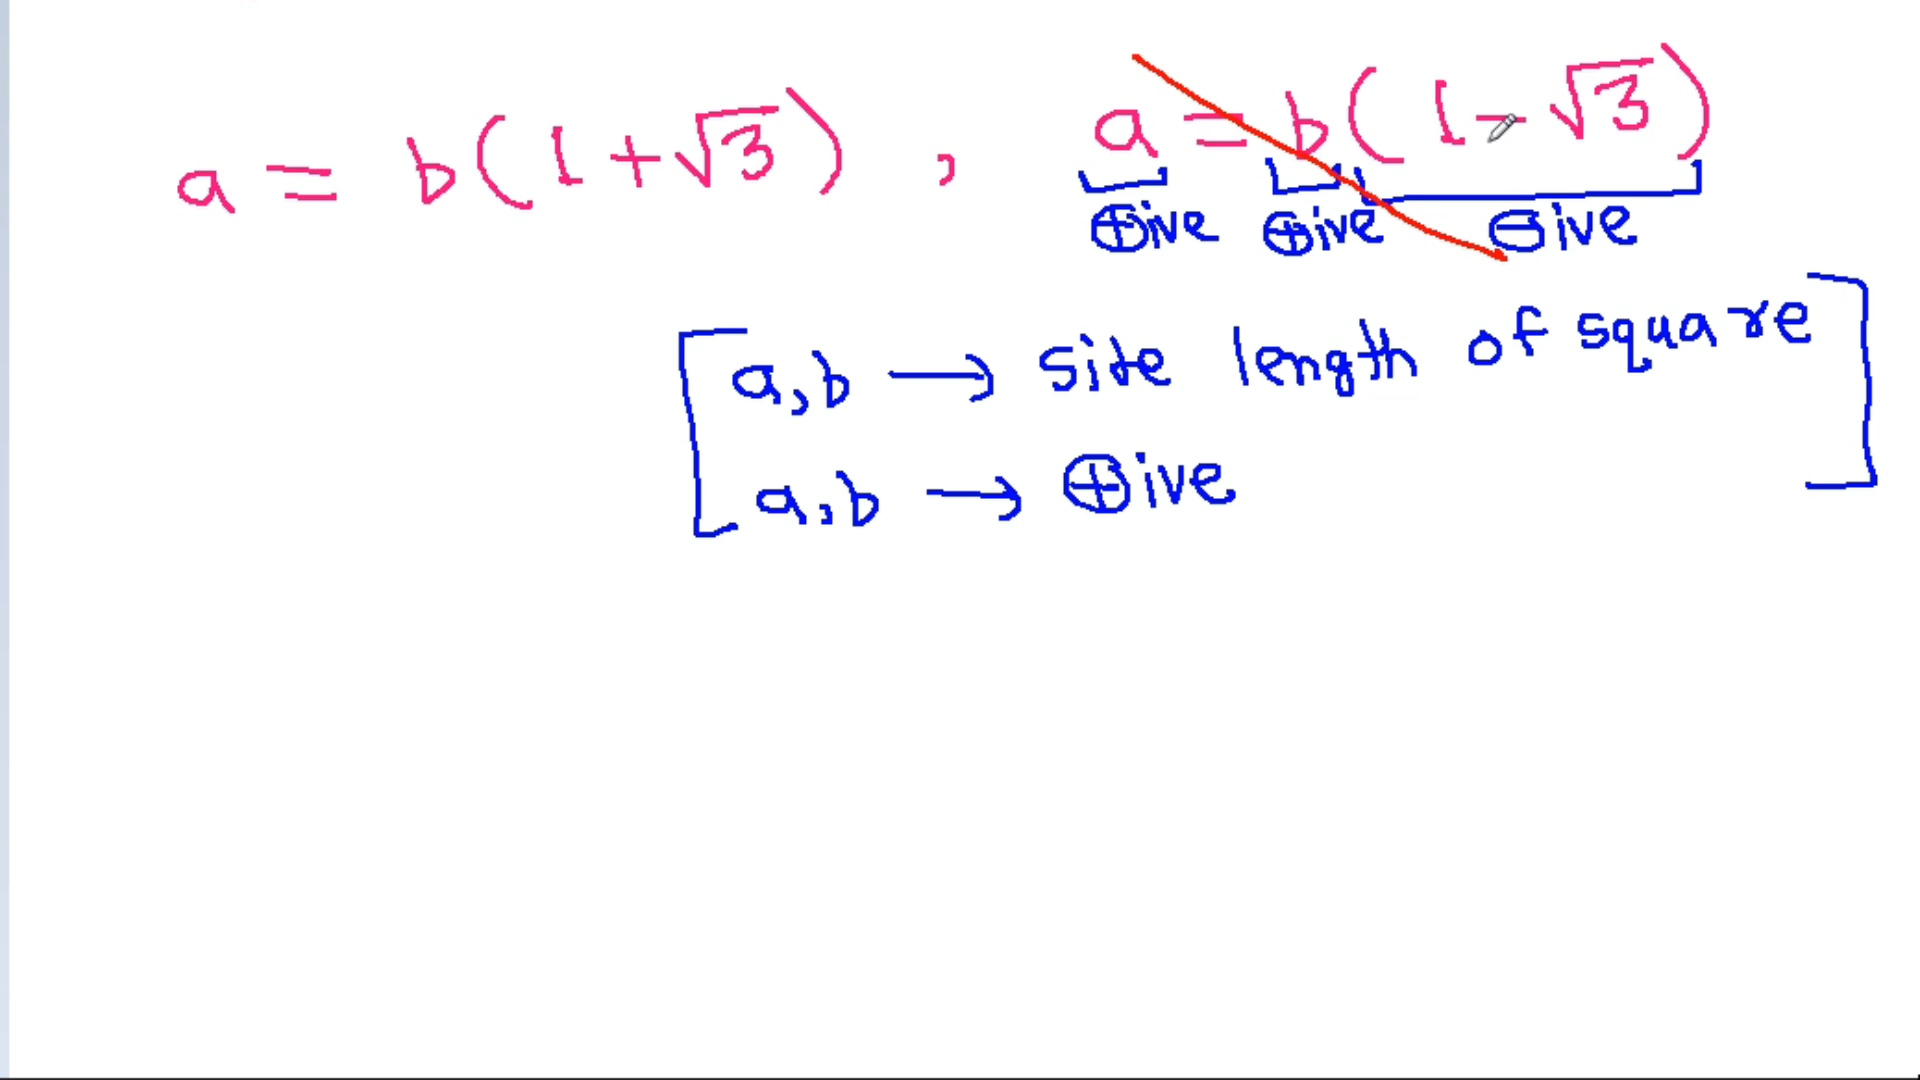 a = b(1+√3) , a = b(1-√3)
⊕ive ⊕ive ⊖ive
[a,b → side length of square]
a,b → ⊕ive